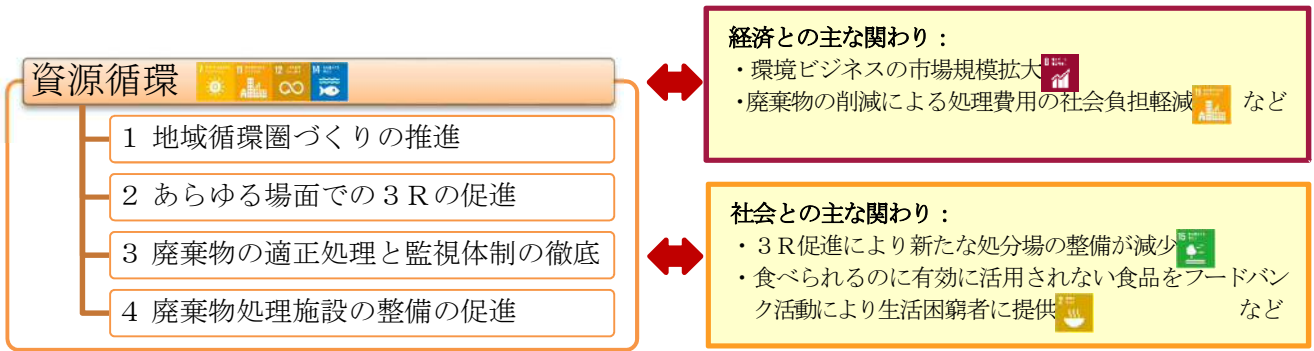 資源循環
7
11
12
14
1 地域循環圏づくりの推進
2 あらゆる場面での3Rの促進
3 廃棄物の適正処理と監視体制の徹底
4 廃棄物処理施設の整備の促進
経済との主な関わり:
・環境ビジネスの市場規模拡大
・廃棄物の削減による処理費用の社会負担軽減 など
社会との主な関わり:
・3R促進により新たな処分場の整備が減少
・食べられるのに有効に活用されない食品をフードバン
ク活動により生活困窮者に提供 など